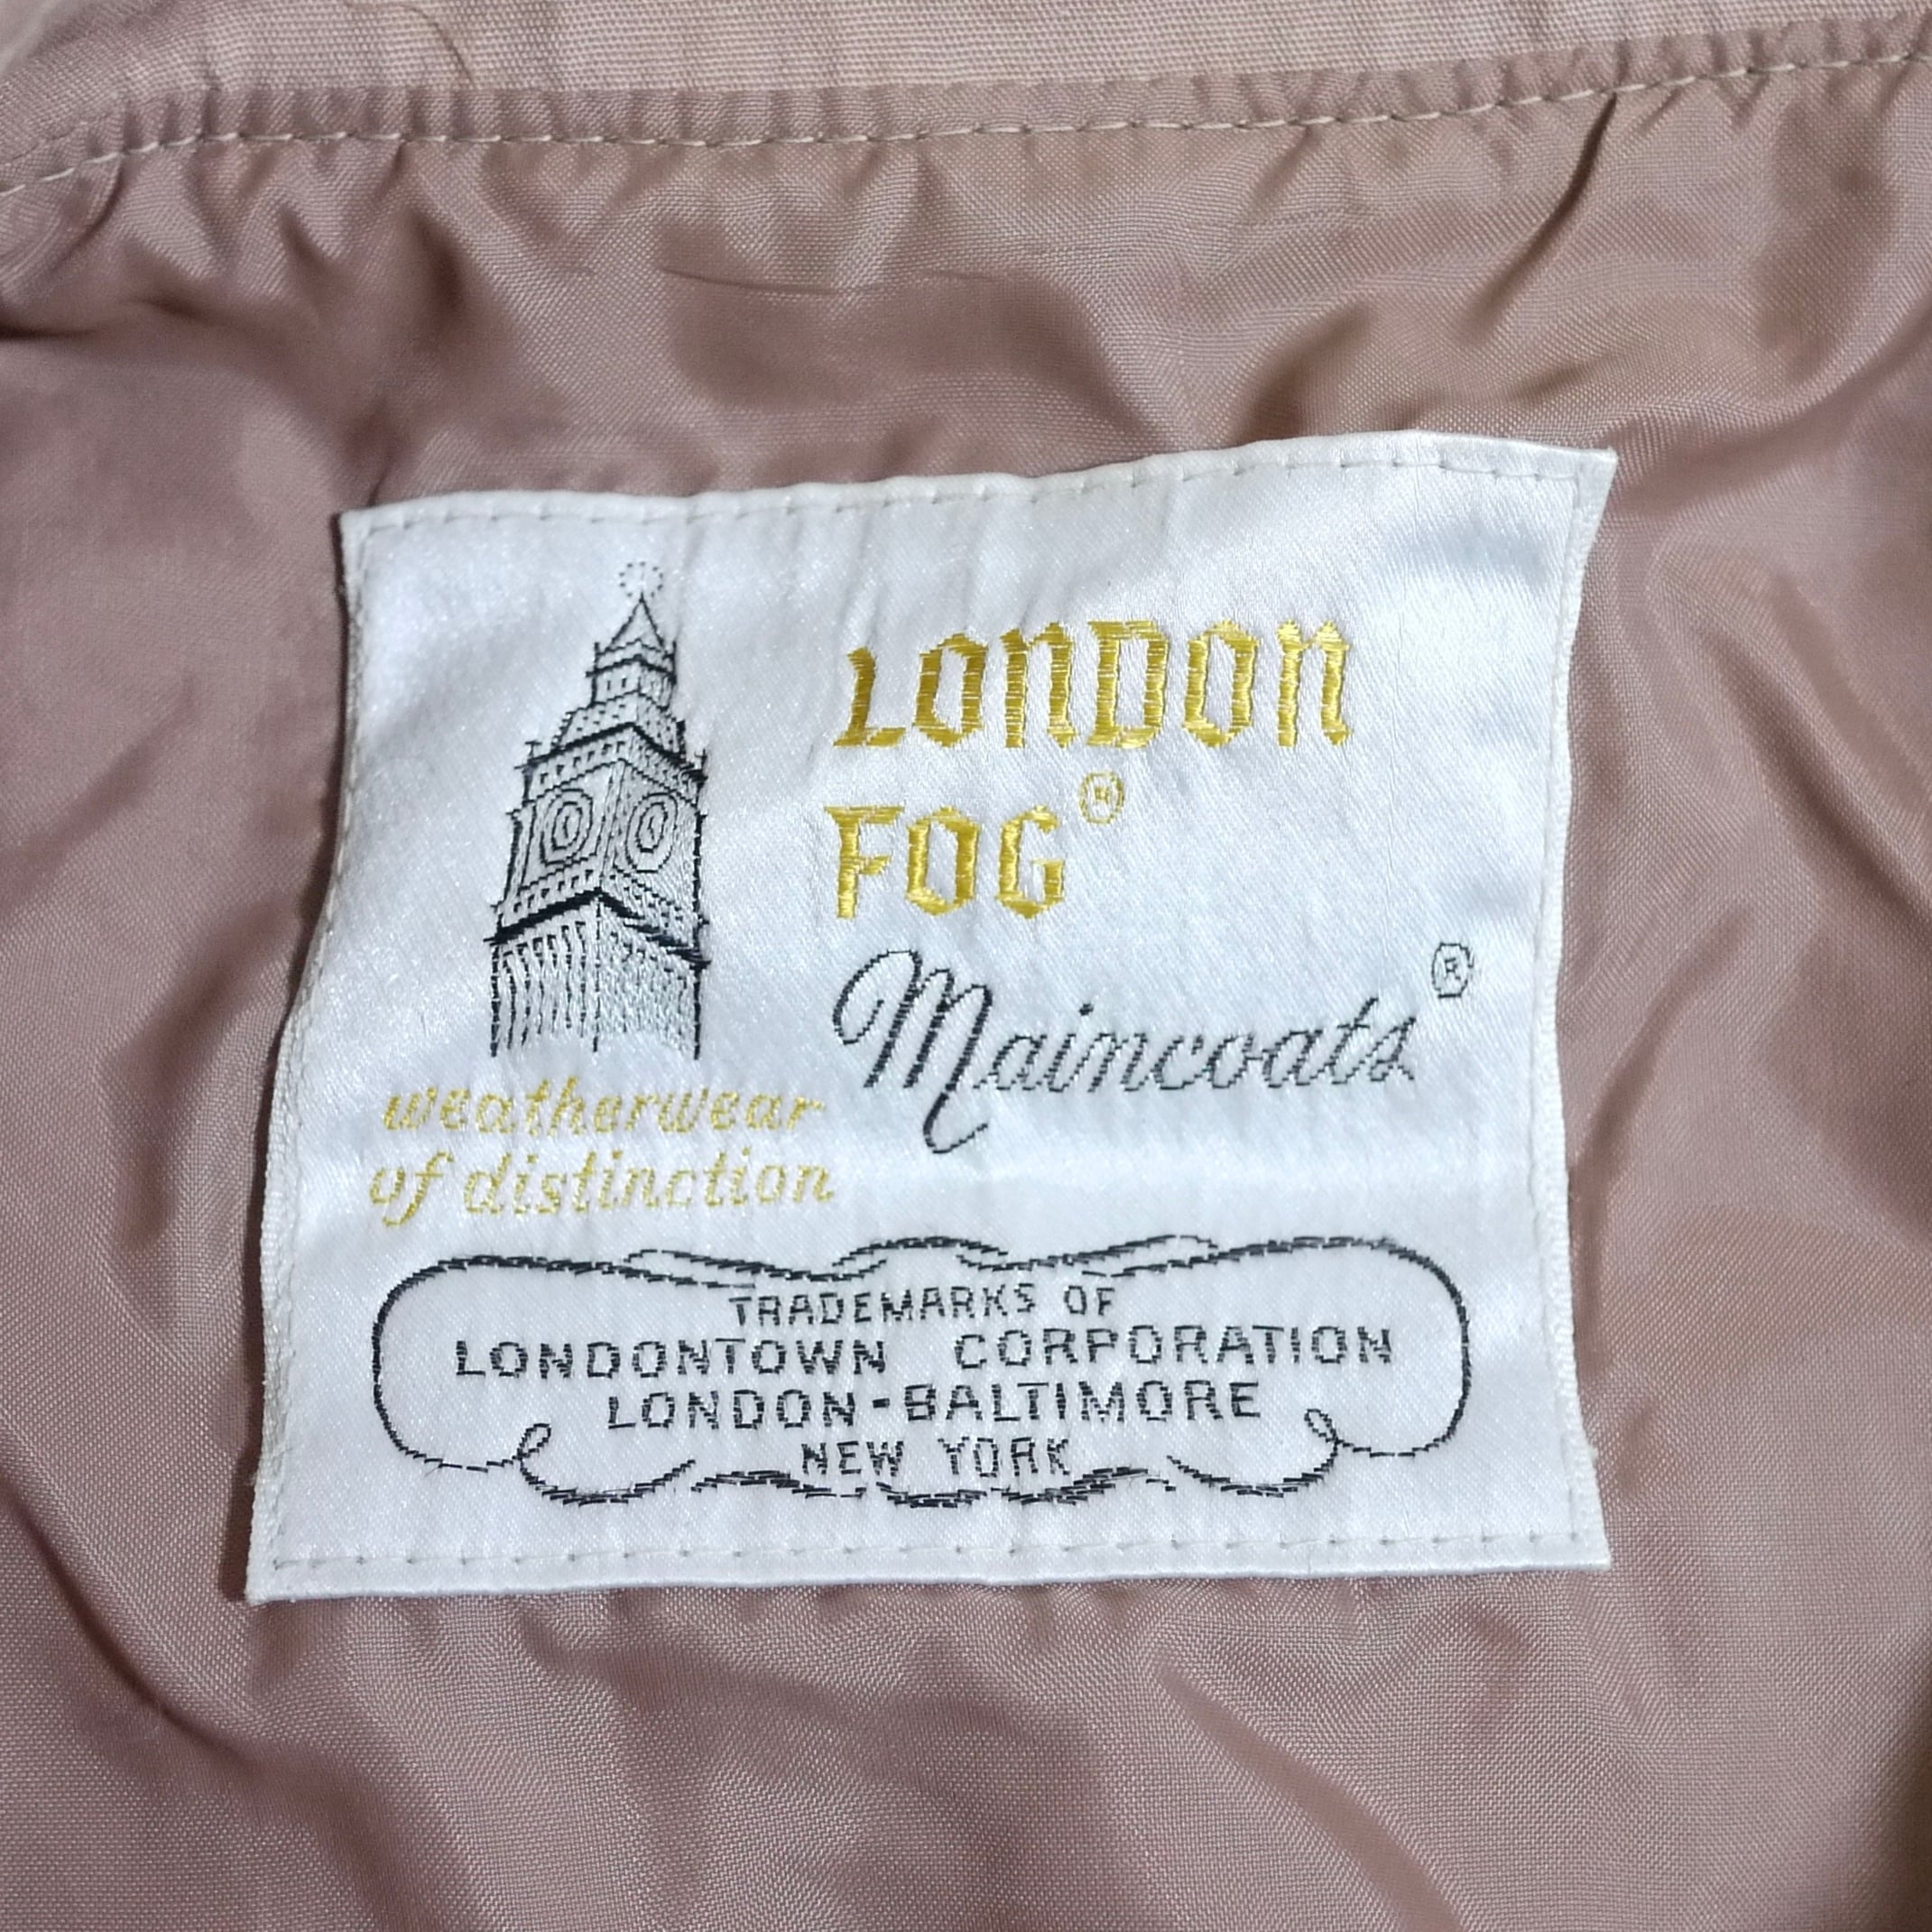 LONDON
FOG®
Maincoats®
weatherwear
of distinction
TRADEMARKS OF
LONDONTOWN CORPORATION
LONDON-BALTIMORE
NEW YORK